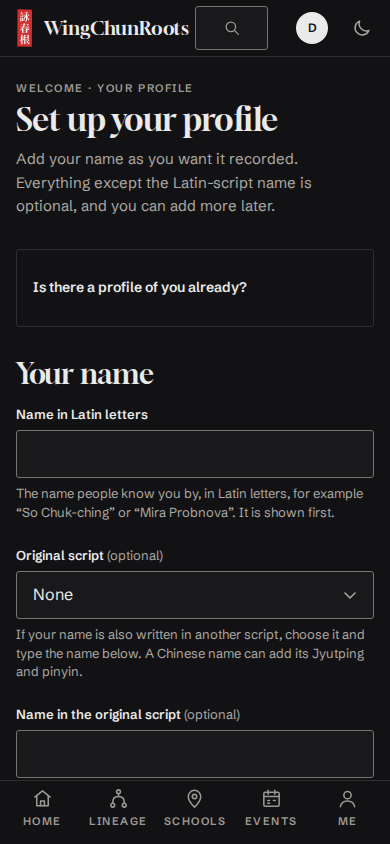 詠春根
WingChunRoots
D
WELCOME · YOUR PROFILE
Set up your profile
Add your name as you want it recorded.
Everything except the Latin-script name is
optional, and you can add more later.
Is there a profile of you already?
Your name
Name in Latin letters
The name people know you by, in Latin letters, for example
“So Chuk-ching” or “Mira Probnova”. It is shown first.
Original script (optional)
None
If your name is also written in another script, choose it and
type the name below. A Chinese name can add its Jyutping
and pinyin.
Name in the original script (optional)
HOME
LINEAGE
SCHOOLS
EVENTS
ME